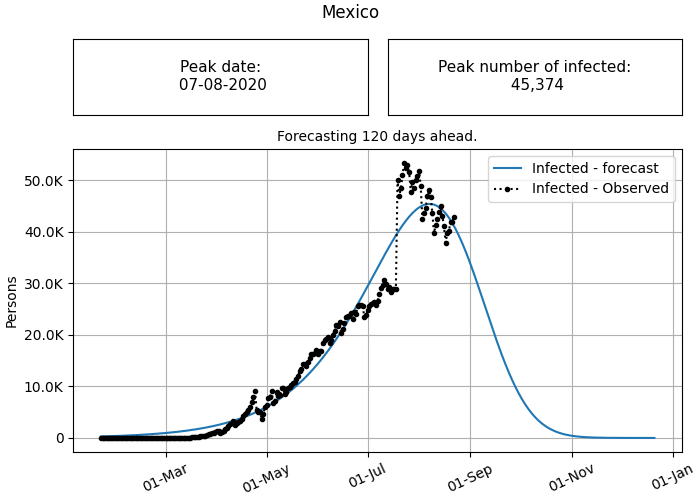 Mexico
Peak date:
07-08-2020
Peak number of infected:
45,374
Forecasting 120 days ahead.
Infected - forecast
Infected - Observed
50.0K
40.0K
30.0K
20.0K
10.0K
0
Persons
01-Mar
01-May
01-Jul
01-Sep
01-Nov
01-Jan